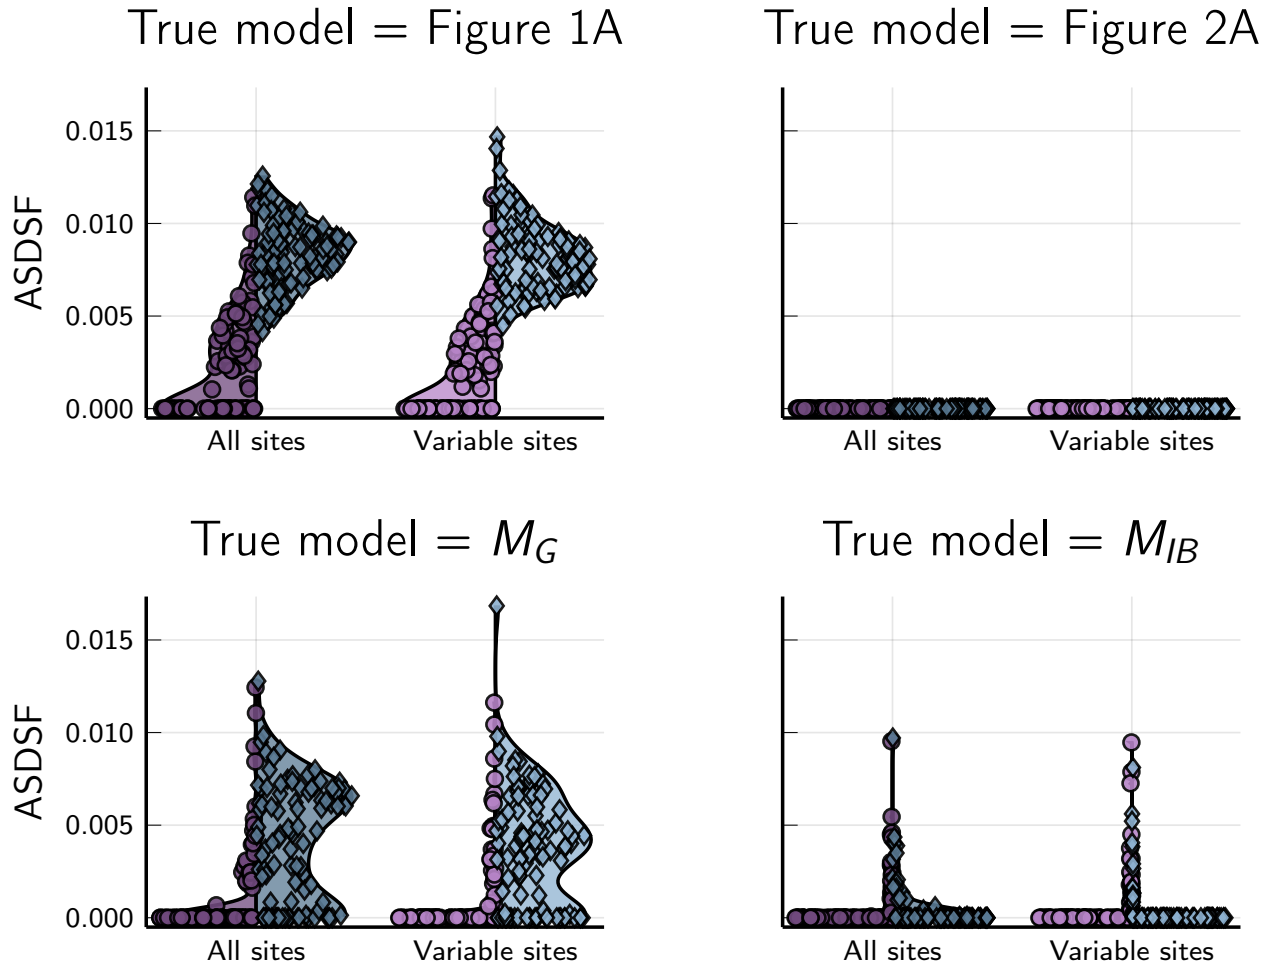 True model = Figure 1A
True model = Figure 2A
ASDSF
0.015
0.010
0.005
0.000
All sites
Variable sites
All sites
Variable sites
True model = M_G
True model = M_IB
ASDSF
0.015
0.010
0.005
0.000
All sites
Variable sites
All sites
Variable sites